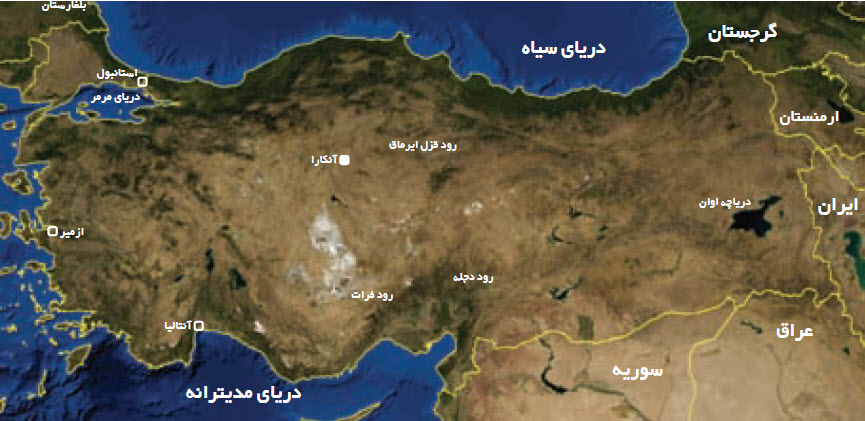 بلغارستان
گرجستان
دریای سیاه
استانبول
دریای مرمر
ارمنستان
رود قزل ایرماق
آنکارا
دریاچه اوان
ایران
ازمیر
رود دجله
رود فرات
آنتالیا
عراق
سوریه
دریای مدیترانه